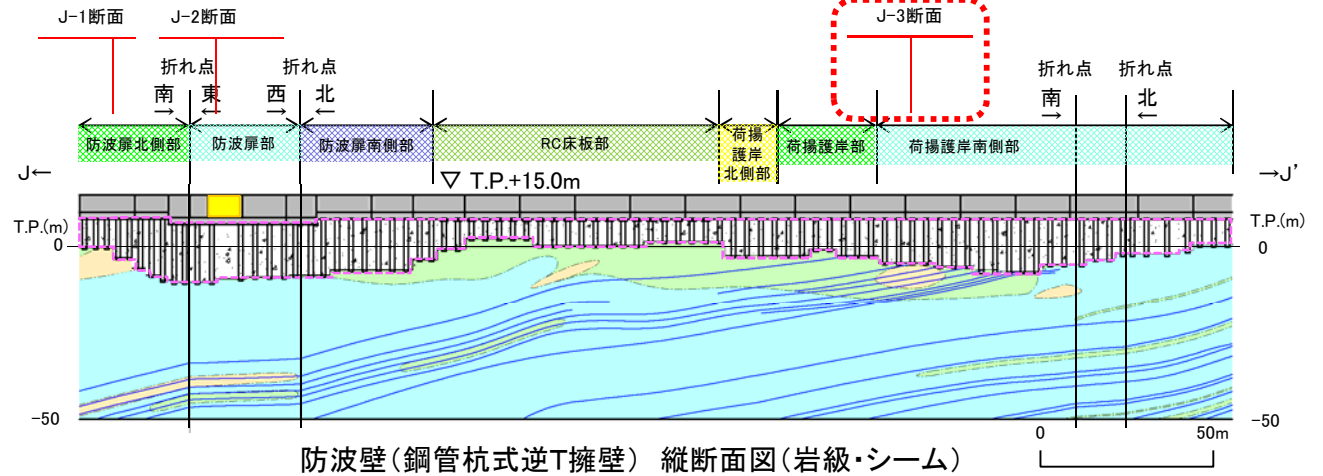 J-1断面 J-2断面 J-3断面
折れ点 折れ点 折れ点 折れ点
南 東 西 北 南 北
→ ← → ← → ←
防波扉北側部 防波扉部 防波扉南側部 RC床板部 荷揚護岸北側部 荷揚護岸部 荷揚護岸南側部
J← →J'
▽ T.P.+15.0m
T.P.(m) T.P.(m)
0 0
-50 -50
0 50m
防波壁(鋼管杭式逆T擁壁) 縦断面図(岩級・シーム)